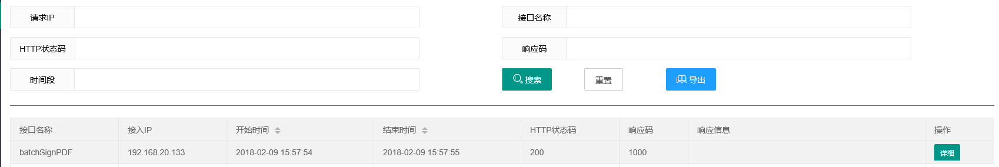 请求IP 接口名称
HTTP状态码 响应码
时间段 搜索 重置 导出
接口名称 接入IP 开始时间 结束时间 HTTP状态码 响应码 响应信息 操作
batchSignPDF 192.168.20.133 2018-02-09 15:57:54 2018-02-09 15:57:55 200 1000 详细